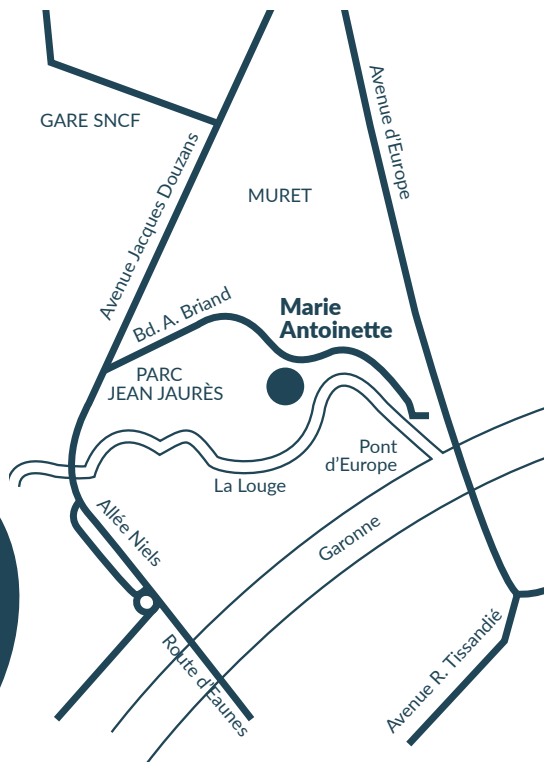 GARE SNCF
Avenue d'Europe
MURET
Avenue Jacques Douzans
Bd. A. Briand
Marie
Antoinette
PARC
JEAN JAURÈS
Pont
d'Europe
La Louge
Allée Niels
Garonne
Route d'Eaunes
Avenue R. Tissandié